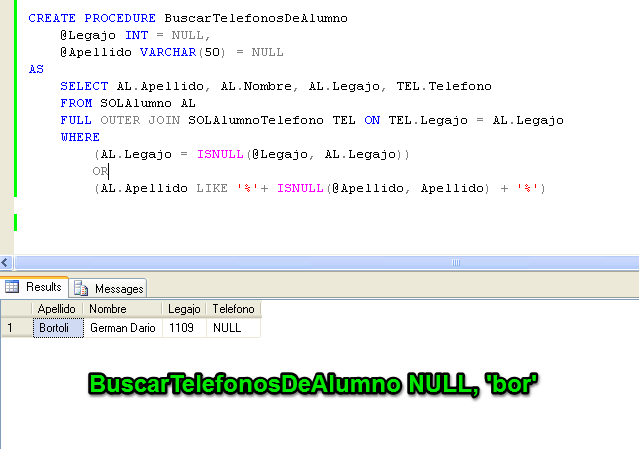 CREATE PROCEDURE BuscarTelefonosDeAlumno
@Legajo INT = NULL,
@Apellido VARCHAR(50) = NULL
AS
SELECT AL.Apellido, AL.Nombre, AL.Legajo, TEL.Telefono
FROM SOLAlumno AL
FULL OUTER JOIN SOLAlumnoTelefono TEL ON TEL.Legajo = AL.Legajo
WHERE
(AL.Legajo = ISNULL(@Legajo, AL.Legajo))
OR
(AL.Apellido LIKE '%'+ ISNULL(@Apellido, Apellido) + '%')
Results Messages
Apellido Nombre Legajo Telefono
1 Bortoli German Dario 1109 NULL
BuscarTelefonosDeAlumno NULL, 'bor'